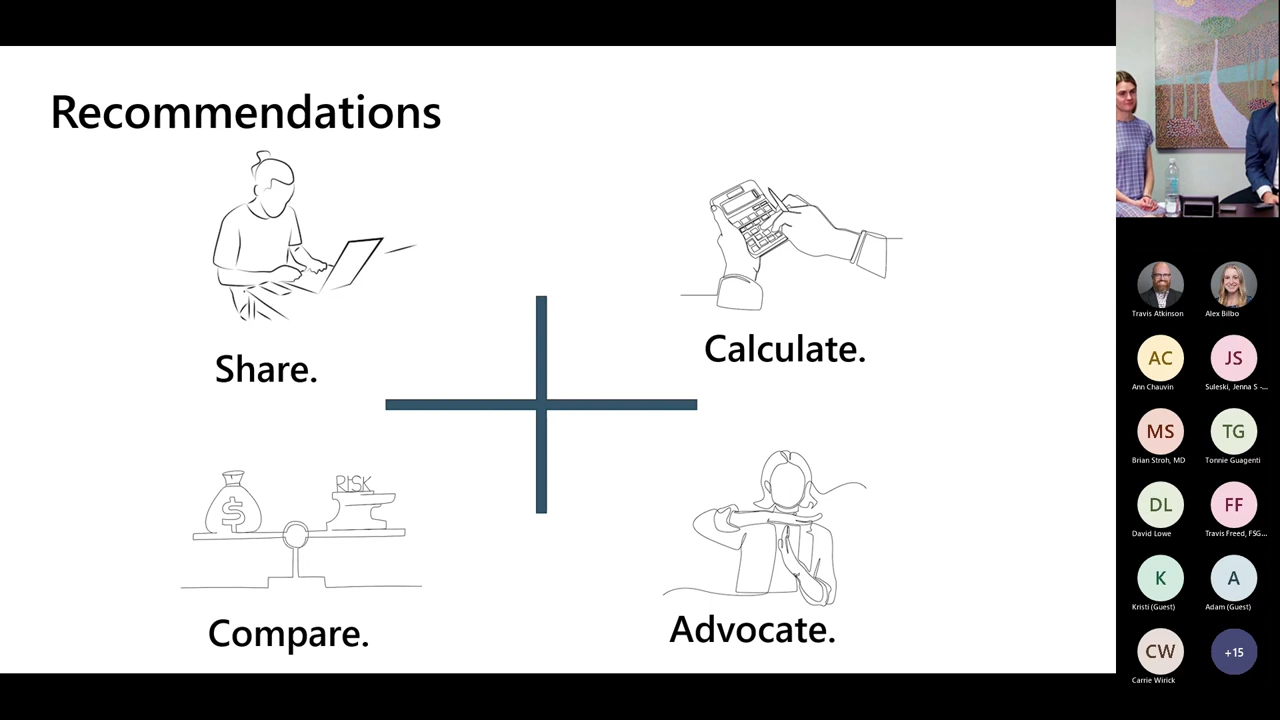 Recommendations
Share.
Calculate.
RISK
$
Compare.
Advocate.
Travis Atkinson
Alex Bilbo
AC
JS
Ann Chauvin
Suleski, Jenna S -...
MS
TG
Brian Stroh, MD
Tonnie Guagenti
DL
FF
David Lowe
Travis Freed, FSG...
K
A
Kristi (Guest)
Adam (Guest)
CW
+15
Carrie Wirick